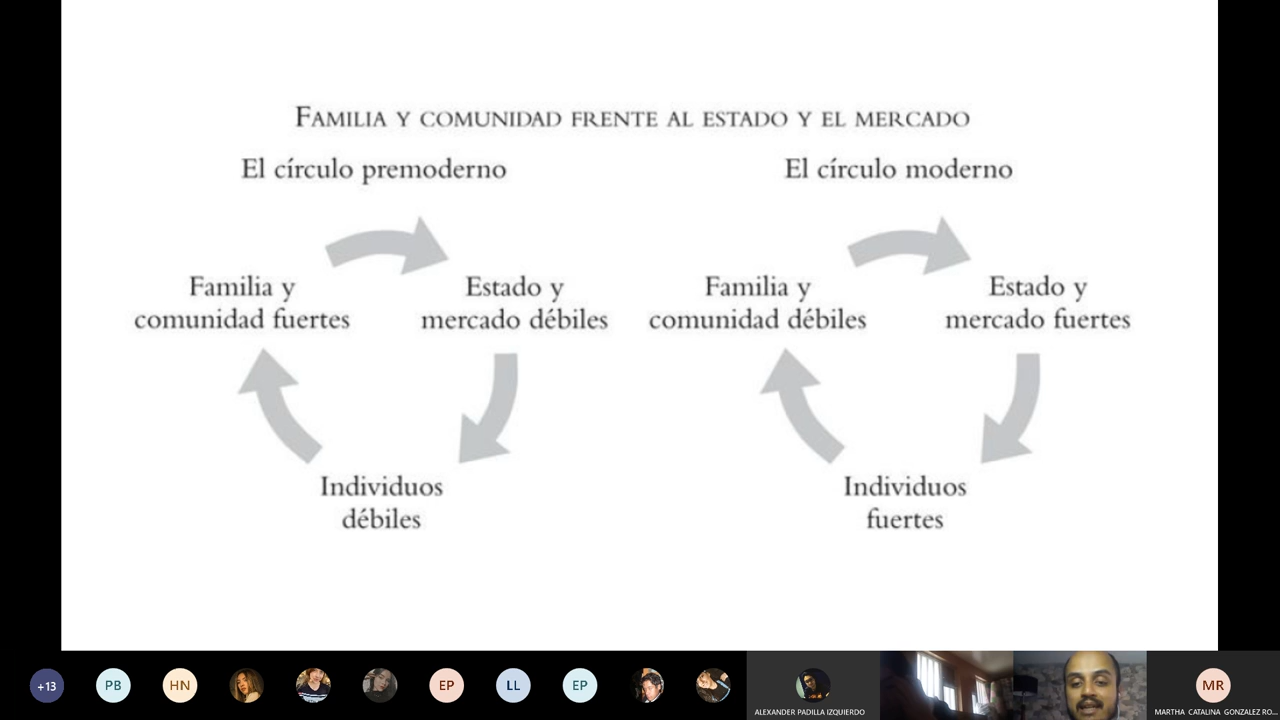 FAMILIA Y COMUNIDAD FRENTE AL ESTADO Y EL MERCADO
El círculo premoderno
Familia y
comunidad fuertes
Estado y
mercado débiles
Individuos
débiles
El círculo moderno
Familia y
comunidad débiles
Estado y
mercado fuertes
Individuos
fuertes
+13
PB
HN
EP
LL
EP
ALEXANDER PADILLA IZQUIERDO
MR
MARTHA CATALINA GONZALEZ RO...